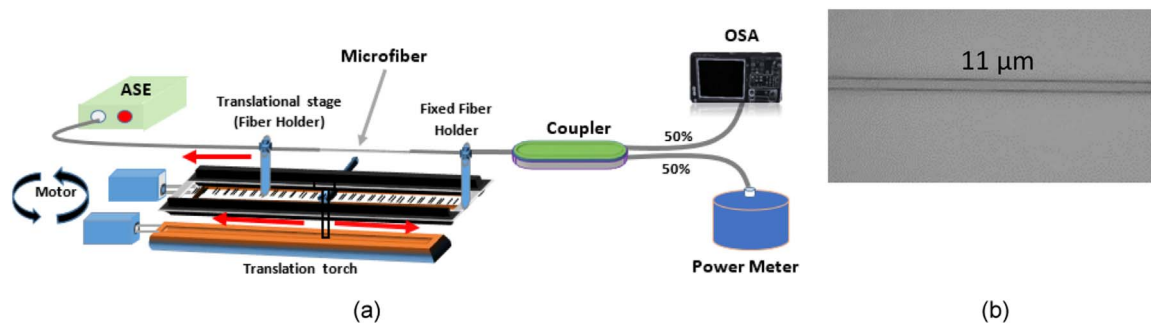 OSA
11 µm
Microfiber
ASE
Translational stage
(Fiber Holder)
Fixed Fiber
Holder
Coupler
50%
50%
Motor
Translation torch
Power Meter
(a)
(b)